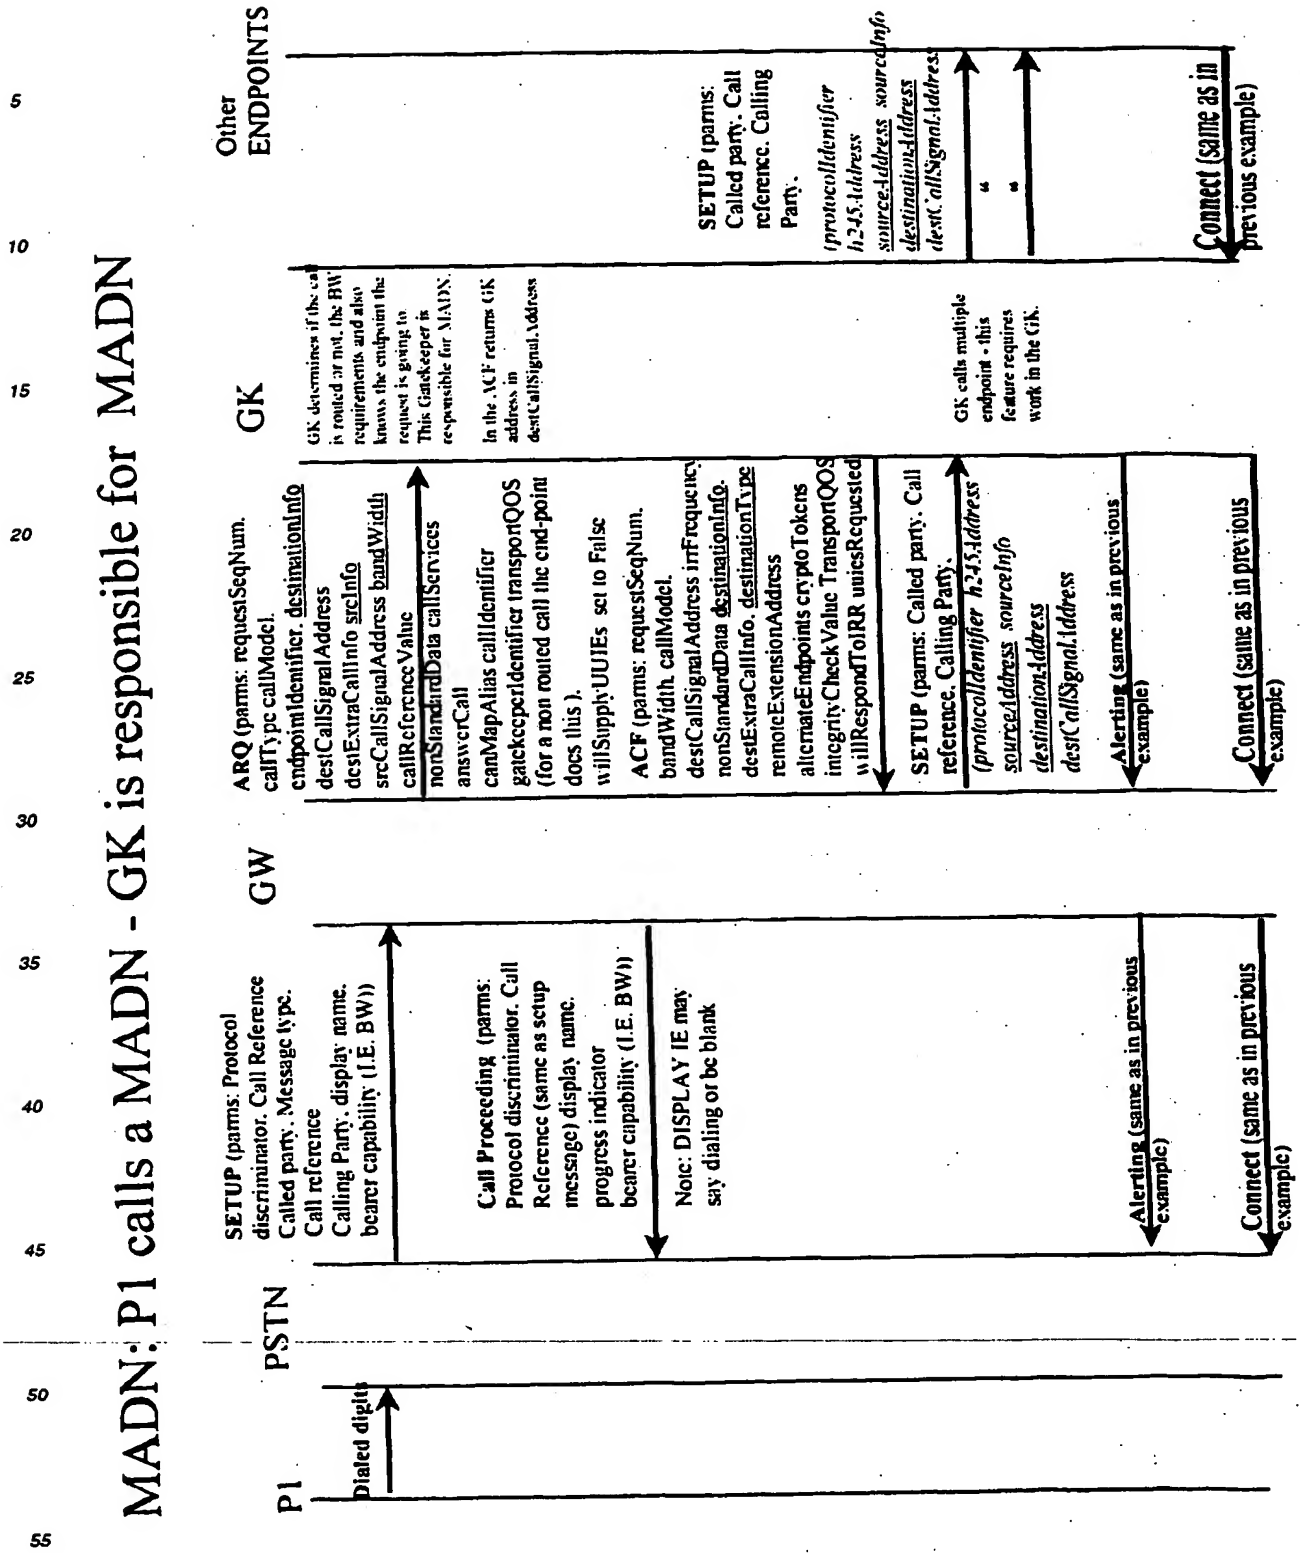 MADN: P1 calls a MADN - GK is responsible for MADN
P1
PSTN
GW
GK
Other
ENDPOINTS
Dialed digits
SETUP (parms: Protocol
discriminator. Call Reference
Called party. Message type.
Call reference
Calling Party. display name.
bearer capability (I.E. BW))
Call Proceeding (parms:
Protocol discriminator. Call
Reference (same as setup
message) display name.
progress indicator
bearer capability (I.E. BW))
Note: DISPLAY IE may
say dialing or be blank
Alerting (same as in previous
example)
Connect (same as in previous
example)
ARQ (parms: requestSeqNum.
callType callModel.
endpointIdentifier. destinationInfo
destCallSignalAddress
destExtraCallInfo srcInfo
srcCallSignalAddress bandWidth
callReferenceValue
nonStandardData callServices
answerCall
canMapAlias callIdentifier
gatekeeperIdentifier transportQOS
(for a non routed call the end-point
does this ).
willSupplyUUIEs set to False
ACF (parms: requestSeqNum.
bandWidth. callModel.
destCallSignalAddress irrFrequency
nonStandardData destinationInfo.
destExtraCallInfo. destinationType
remoteExtensionAddress
alternateEndpoints cryptoTokens
integrityCheckValue TransportQOS
willRespondToIRR uuiesRequested
SETUP (parms: Called party. Call
reference. Calling Party.
(protocolIdentifier h245Address
sourceAddress sourceInfo
destinationAddress
destCallSignalAddress
Alerting (same as in previous
example)
Connect (same as in previous
example)
GK determines if the cal
is routed or not. the BW
requirements and also
knows the endpoint the
request is going to.
This Gatekeeper is
responsible for MADN.
In the ACF returns GK
address in
destCallSignalAddress
GK calls multiple
endpoint - this
feature requires
work in the GK.
SETUP (parms:
Called party. Call
reference. Calling
Party.
(protocolIdentifier
h245Address
sourceAddress sourceInfo
destinationAddress
destCallSignalAddress
“ “
Connect (same as in
previous example)
5
10
15
20
25
30
35
40
45
50
55